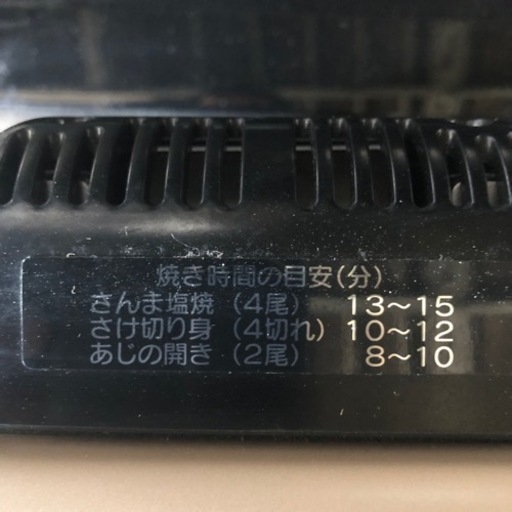 焼き時間の目安(分)
さんま塩焼(4尾) 13〜15
さけ切り身(4切れ) 10〜12
あじの開き(2尾) 8〜10